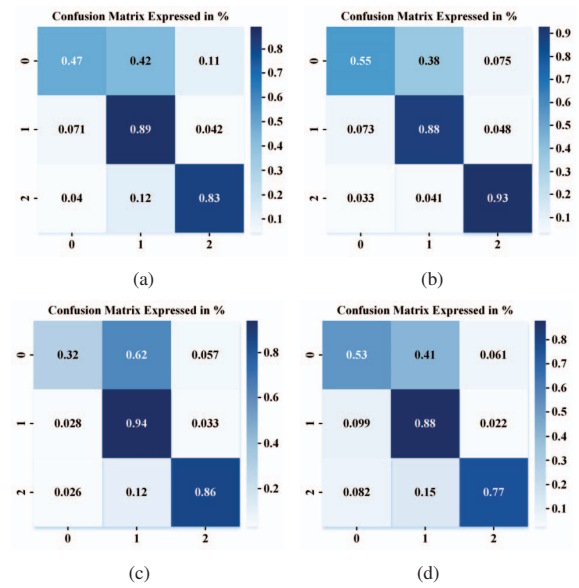 Confusion Matrix Expressed in %
0 0.47 0.42 0.11
1 0.071 0.89 0.042
2 0.04 0.12 0.83
0 1 2
0.8
0.7
0.6
0.5
0.4
0.3
0.2
0.1
(a)
Confusion Matrix Expressed in %
0 0.55 0.38 0.075
1 0.073 0.88 0.048
2 0.033 0.041 0.93
0 1 2
0.9
0.8
0.7
0.6
0.5
0.4
0.3
0.2
0.1
(b)
Confusion Matrix Expressed in %
0 0.32 0.62 0.057
1 0.028 0.94 0.033
2 0.026 0.12 0.86
0 1 2
0.8
0.6
0.4
0.2
(c)
Confusion Matrix Expressed in %
0 0.53 0.41 0.061
1 0.099 0.88 0.022
2 0.082 0.15 0.77
0 1 2
0.8
0.7
0.6
0.5
0.4
0.3
0.2
0.1
(d)